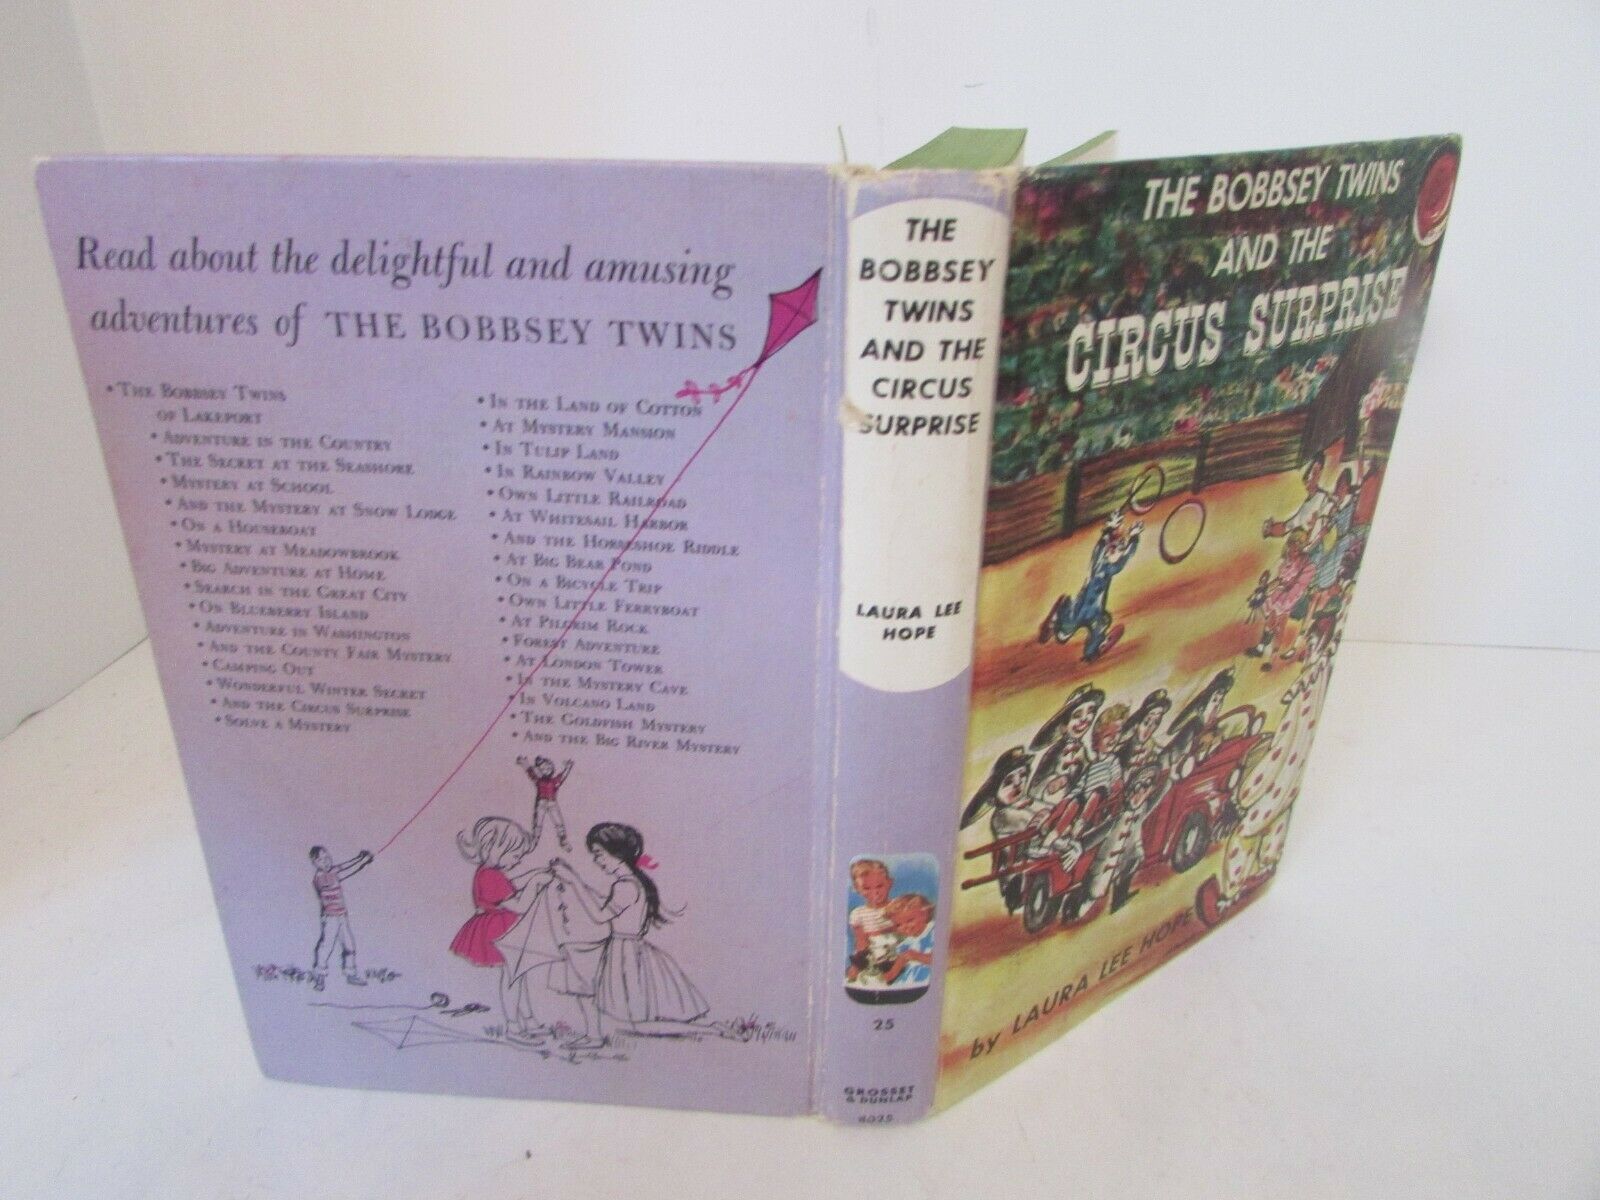 Read about the delightful and amusing
adventures of THE BOBBSEY TWINS
• THE BOBBSEY TWINS
OF LAKEPORT
• ADVENTURE IN THE COUNTRY
• THE SECRET AT THE SEASHORE
• MYSTERY AT SCHOOL
• AND THE MYSTERY AT SNOW LODGE
• ON A HOUSEBOAT
• MYSTERY AT MEADOWBROOK
• BIG ADVENTURE AT HOME
• SEARCH IN THE GREAT CITY
• ON BLUEBERRY ISLAND
• ADVENTURE IN WASHINGTON
• AND THE COUNTY FAIR MYSTERY
• CAMPING OUT
• WONDERFUL WINTER SECRET
• AND THE CIRCUS SURPRISE
• SOLVE A MYSTERY
• IN THE LAND OF COTTON
• AT MYSTERY MANSION
• IN TULIP LAND
• IN RAINBOW VALLEY
• OWN LITTLE RAILROAD
• AT WHITESAIL HARBOR
• AND THE HORSESHOE RIDDLE
• AT BIG BEAR POND
• ON A BICYCLE TRIP
• OWN LITTLE FERRYBOAT
• AT PILGRIM ROCK
• FOREST ADVENTURE
• AT LONDON TOWER
• IN THE MYSTERY CAVE
• IN VOLCANO LAND
• THE GOLDFISH MYSTERY
• AND THE BIG RIVER MYSTERY
THE
BOBBSEY
TWINS
AND THE
CIRCUS
SURPRISE
LAURA LEE
HOPE
25
GROSSET
& DUNLAP
8025
THE BOBBSEY TWINS
AND THE
CIRCUS SURPRISE
by LAURA LEE HOPE